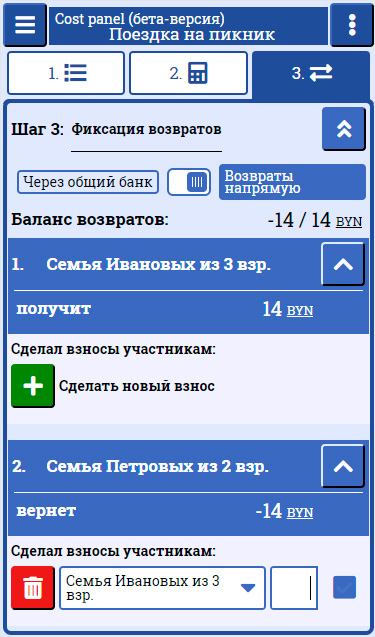 Cost panel (бета-версия)
Поездка на пикник
1.
2.
3.
Шаг 3: Фиксация возвратов
Через общий банк
Возвраты
напрямую
Баланс возвратов: -14 / 14 BYN
1. Семья Ивановых из 3 взр.
получит 14 BYN
Сделал взносы участникам:
Сделать новый взнос
2. Семья Петровых из 2 взр.
вернет -14 BYN
Сделал взносы участникам:
Семья Ивановых из 3
взр.